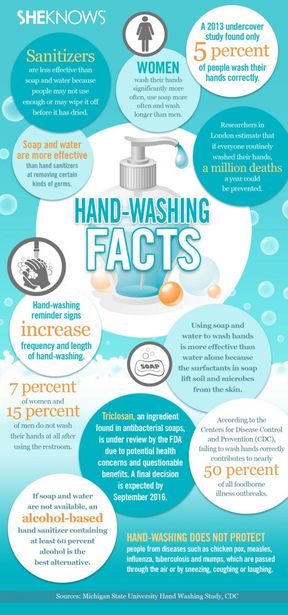 SHEKNOWS
Sanitizers
are less effective than
soap and water because
people may not use
enough or may wipe it off
before it has dried.
WOMEN
wash their hands
significantly more
often, use soap more
often and wash
longer than men.
A 2013 undercover
study found only
5 percent
of people wash their
hands correctly.
Soap and water
are more effective
than hand sanitizers
at removing certain
kinds of germs.
Researchers in
London estimate that
if everyone routinely
washed their hands,
a million deaths
a year could
be prevented.
HAND-WASHING
FACTS
Hand-washing
reminder signs
increase
frequency and length
of hand-washing.
Using soap and
water to wash hands
is more effective than
water alone because
the surfactants in soap
lift soil and microbes
from the skin.
SOAP
7 percent
of women and
15 percent
of men do not wash
their hands at all after
using the restroom.
Triclosan, an ingredient
found in antibacterial soaps,
is under review by the FDA
due to potential health
concerns and questionable
benefits. A final decision
is expected by
September 2016.
According to the
Centers for Disease Control
and Prevention (CDC),
failing to wash hands correctly
contributes to nearly
50 percent
of all foodborne
illness outbreaks.
If soap and water
are not available, an
alcohol-based
hand sanitizer containing
at least 60 percent
alcohol is the
best alternative.
HAND-WASHING DOES NOT PROTECT
people from diseases such as chicken pox, measles,
influenza, tuberculosis and mumps, which are passed
through the air or by sneezing, coughing or laughing.
Sources: Michigan State University Hand Washing Study, CDC